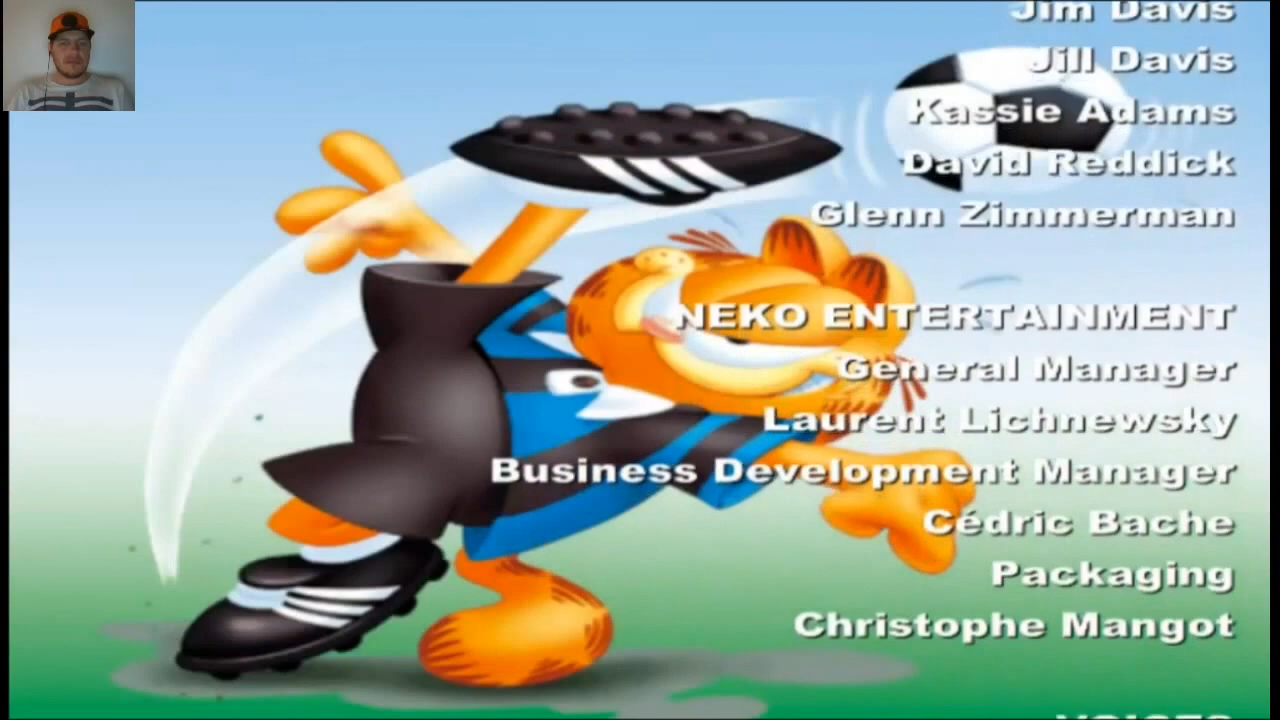 Jim Davis
Jill Davis
Kassie Adams
David Reddick
Glenn Zimmerman
NEKO ENTERTAINMENT
General Manager
Laurent Lichnewsky
Business Development Manager
Cédric Bache
Packaging
Christophe Mangot
VOICES